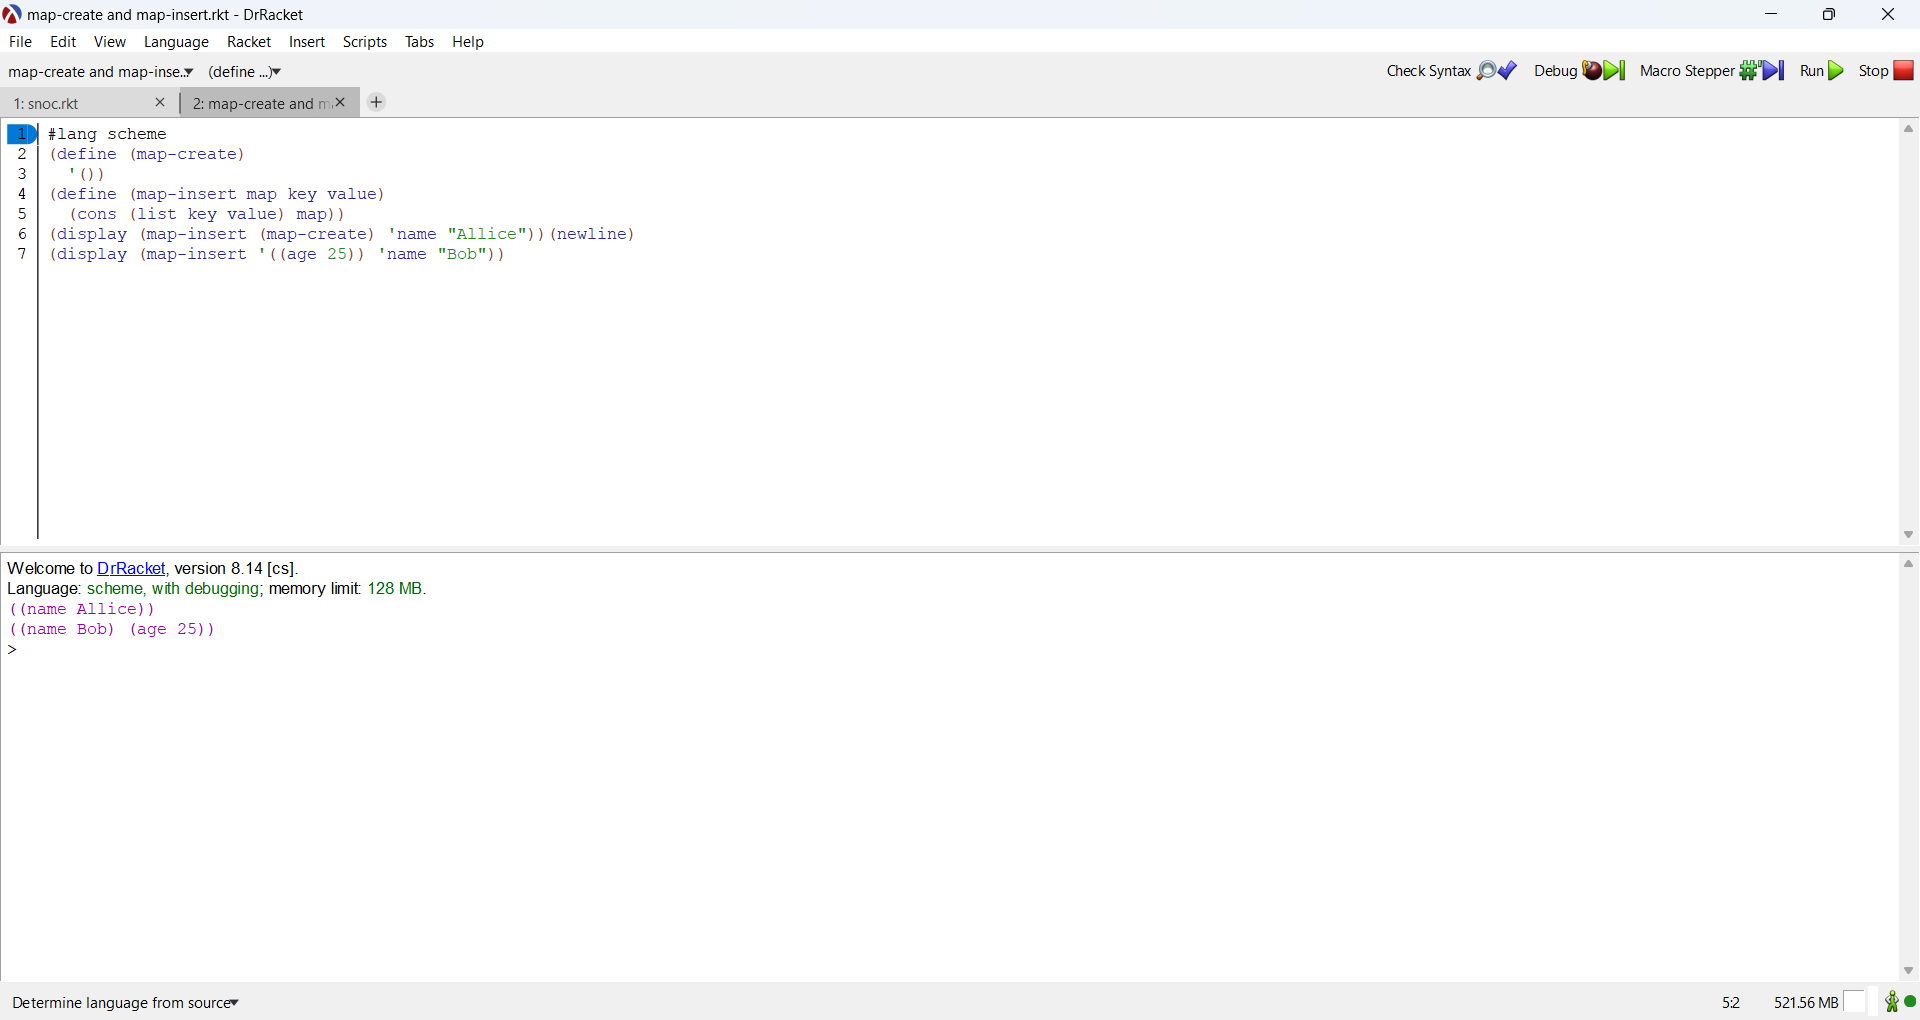 map-create and map-insert.rkt - DrRacket
File Edit View Language Racket Insert Scripts Tabs Help
map-create and map-inse.. (define ...) Check Syntax Debug Macro Stepper Run Stop
1: snoc.rkt 2: map-create and m.
1 #lang scheme
2 (define (map-create)
3 '())
4 (define (map-insert map key value)
5 (cons (list key value) map))
6 (display (map-insert (map-create) 'name "Allice"))(newline)
7 (display (map-insert '((age 25)) 'name "Bob"))
Welcome to DrRacket, version 8.14 [cs].
Language: scheme, with debugging; memory limit: 128 MB.
((name Allice))
((name Bob) (age 25))
>
Determine language from source 5:2 521.56 MB